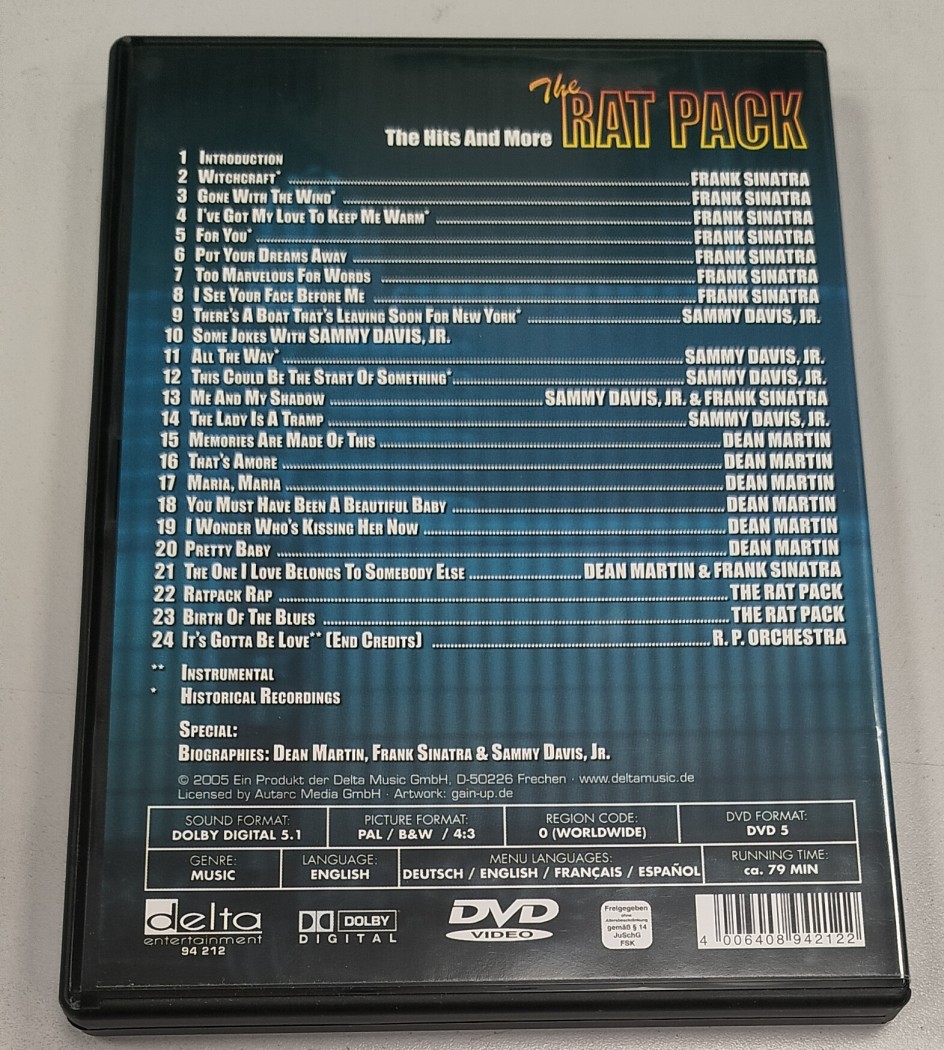 The RAT PACK
The Hits And More
1 INTRODUCTION
2 WITCHCRAFT* FRANK SINATRA
3 GONE WITH THE WIND* FRANK SINATRA
4 I'VE GOT MY LOVE TO KEEP ME WARM* FRANK SINATRA
5 FOR YOU* FRANK SINATRA
6 PUT YOUR DREAMS AWAY FRANK SINATRA
7 TOO MARVELOUS FOR WORDS FRANK SINATRA
8 I SEE YOUR FACE BEFORE ME FRANK SINATRA
9 THERE'S A BOAT THAT'S LEAVING SOON FOR NEW YORK* SAMMY DAVIS, JR.
10 SOME JOKES WITH SAMMY DAVIS, JR.
11 ALL THE WAY* SAMMY DAVIS, JR.
12 THIS COULD BE THE START OF SOMETHING* SAMMY DAVIS, JR.
13 ME AND MY SHADOW SAMMY DAVIS, JR. & FRANK SINATRA
14 THE LADY IS A TRAMP SAMMY DAVIS, JR.
15 MEMORIES ARE MADE OF THIS DEAN MARTIN
16 THAT'S AMORE DEAN MARTIN
17 MARIA, MARIA DEAN MARTIN
18 YOU MUST HAVE BEEN A BEAUTIFUL BABY DEAN MARTIN
19 I WONDER WHO'S KISSING HER NOW DEAN MARTIN
20 PRETTY BABY DEAN MARTIN
21 THE ONE I LOVE BELONGS TO SOMEBODY ELSE DEAN MARTIN & FRANK SINATRA
22 RATPACK RAP THE RAT PACK
23 BIRTH OF THE BLUES THE RAT PACK
24 IT'S GOTTA BE LOVE** (END CREDITS) R. P. ORCHESTRA
** INSTRUMENTAL
* HISTORICAL RECORDINGS
SPECIAL:
BIOGRAPHIES: DEAN MARTIN, FRANK SINATRA & SAMMY DAVIS, JR.
© 2005 Ein Produkt der Delta Music GmbH, D-50226 Frechen · www.deltamusic.de
Licensed by Autarc Media GmbH · Artwork: gain-up.de
SOUND FORMAT: PICTURE FORMAT: REGION CODE: DVD FORMAT:
DOLBY DIGITAL 5.1 PAL / B&W / 4:3 0 (WORLDWIDE) DVD 5
GENRE: LANGUAGE: MENU LANGUAGES: RUNNING TIME:
MUSIC ENGLISH DEUTSCH / ENGLISH / FRANÇAIS / ESPAÑOL ca. 79 MIN
delta
entertainment
94 212
DOLBY
DIGITAL
DVD
VIDEO
Freigegeben
ohne
Altersbeschränkung
gemäß § 14
JuSchG
FSK
4 006408 942122